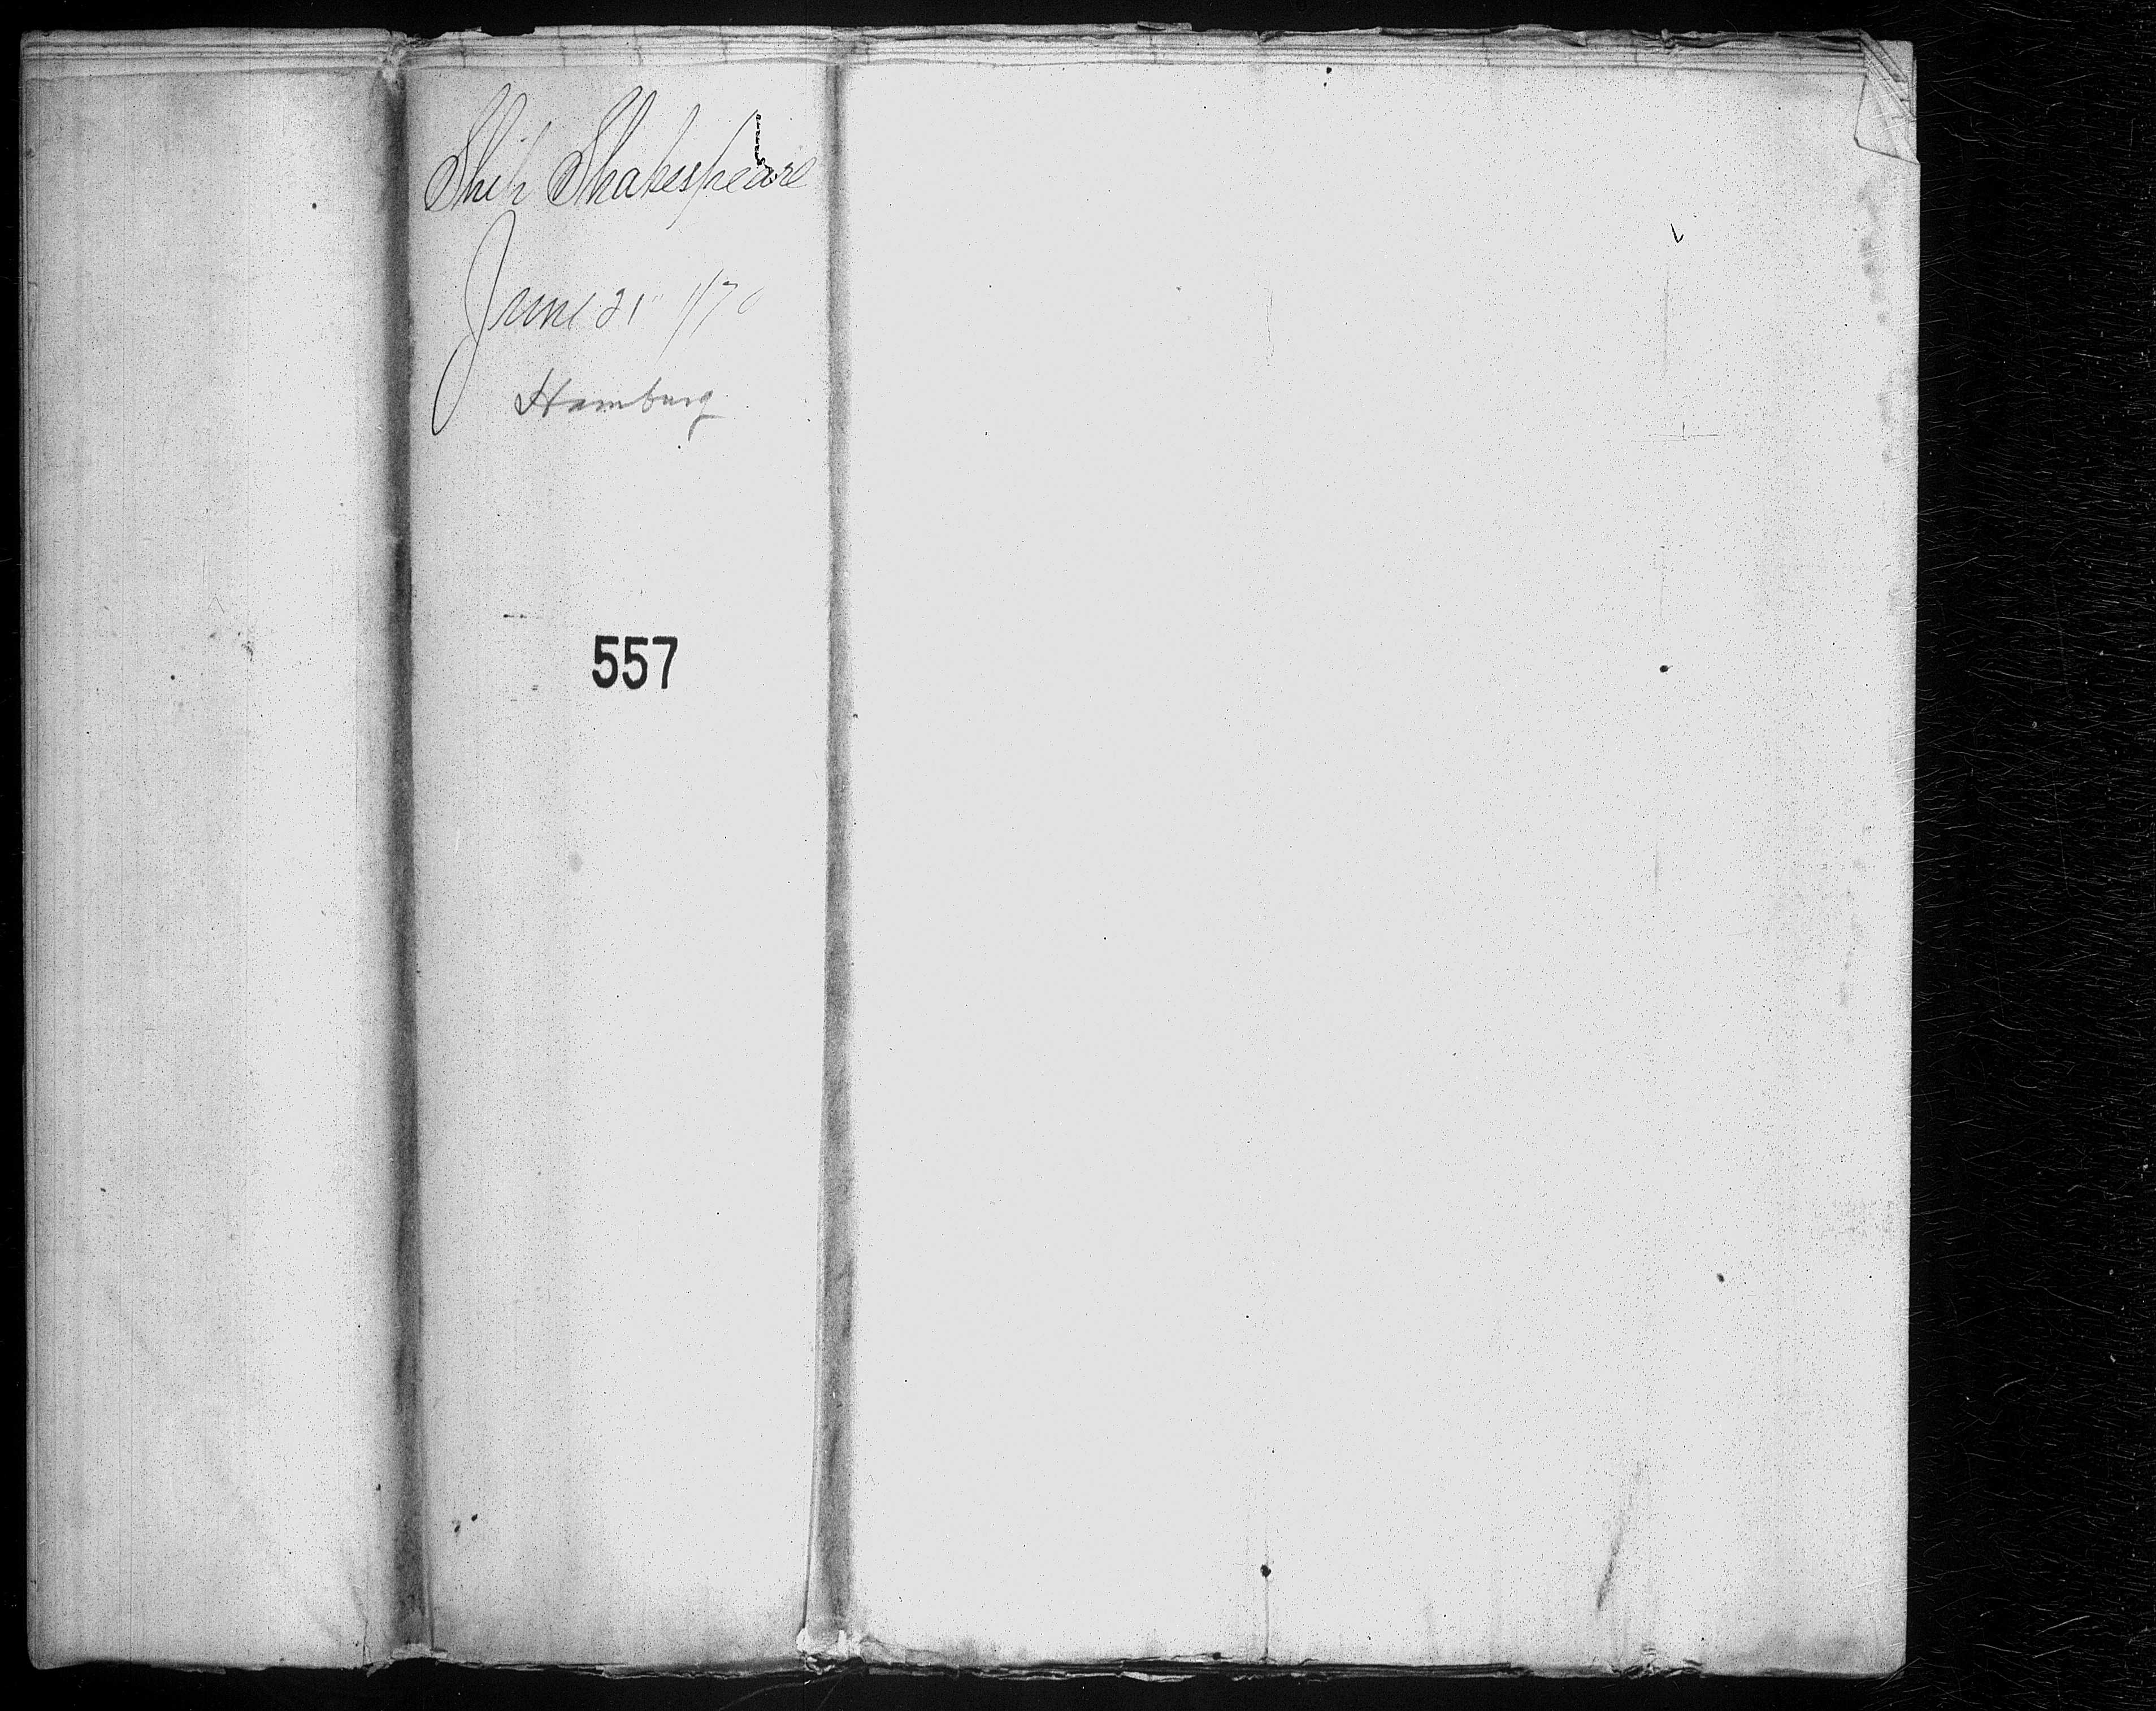 Ship Shakespeare
June 21" 1870
Hamburg
557